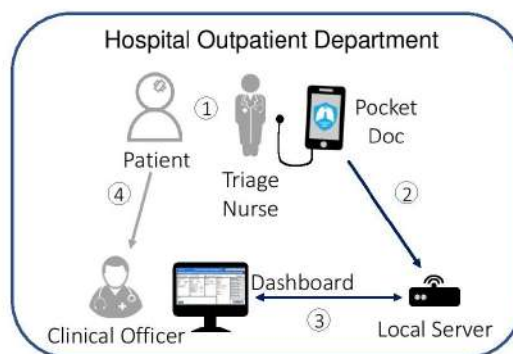 Hospital Outpatient Department
①
Pocket
Doc
Patient
Triage
Nurse
④
②
Dashboard
③
Clinical Officer
Local Server